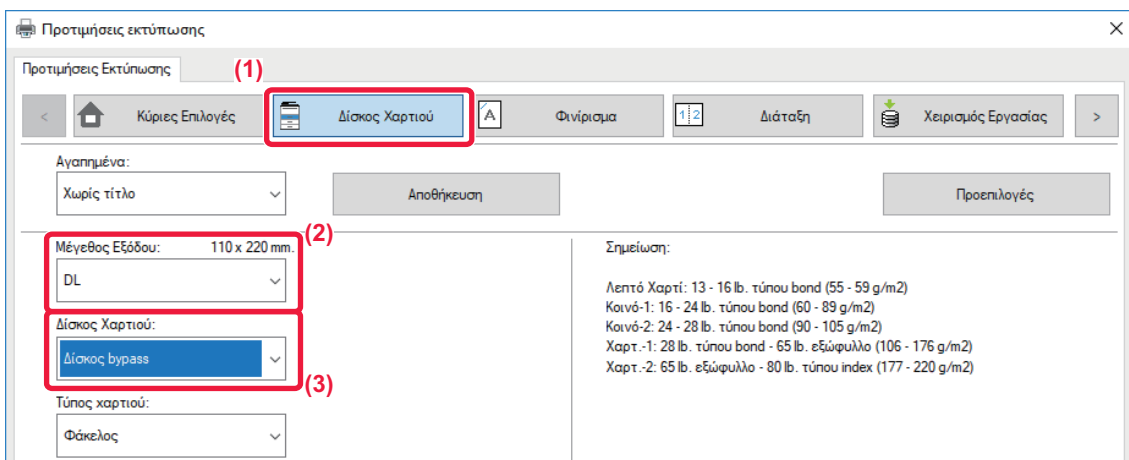 Προτιμήσεις εκτύπωσης
Προτιμήσεις Εκτύπωσης
(1)
< Κύριες Επιλογές Δίσκος Χαρτιού A Φινίρισμα 1 2 Διάταξη Χειρισμός Εργασίας >
Αγαπημένα:
Χωρίς τίτλο Αποθήκευση Προεπιλογές
(2)
Μέγεθος Εξόδου: 110 x 220 mm.
DL
Δίσκος Χαρτιού:
Δίσκος bypass
(3)
Τύπος χαρτιού:
Φάκελος
Σημείωση:
Λεπτό Χαρτί: 13 - 16 lb. τύπου bond (55 - 59 g/m2)
Κοινό-1: 16 - 24 lb. τύπου bond (60 - 89 g/m2)
Κοινό-2: 24 - 28 lb. τύπου bond (90 - 105 g/m2)
Χαρτ.-1: 28 lb. τύπου bond - 65 lb. εξώφυλλο (106 - 176 g/m2)
Χαρτ.-2: 65 lb. εξώφυλλο - 80 lb. τύπου index (177 - 220 g/m2)